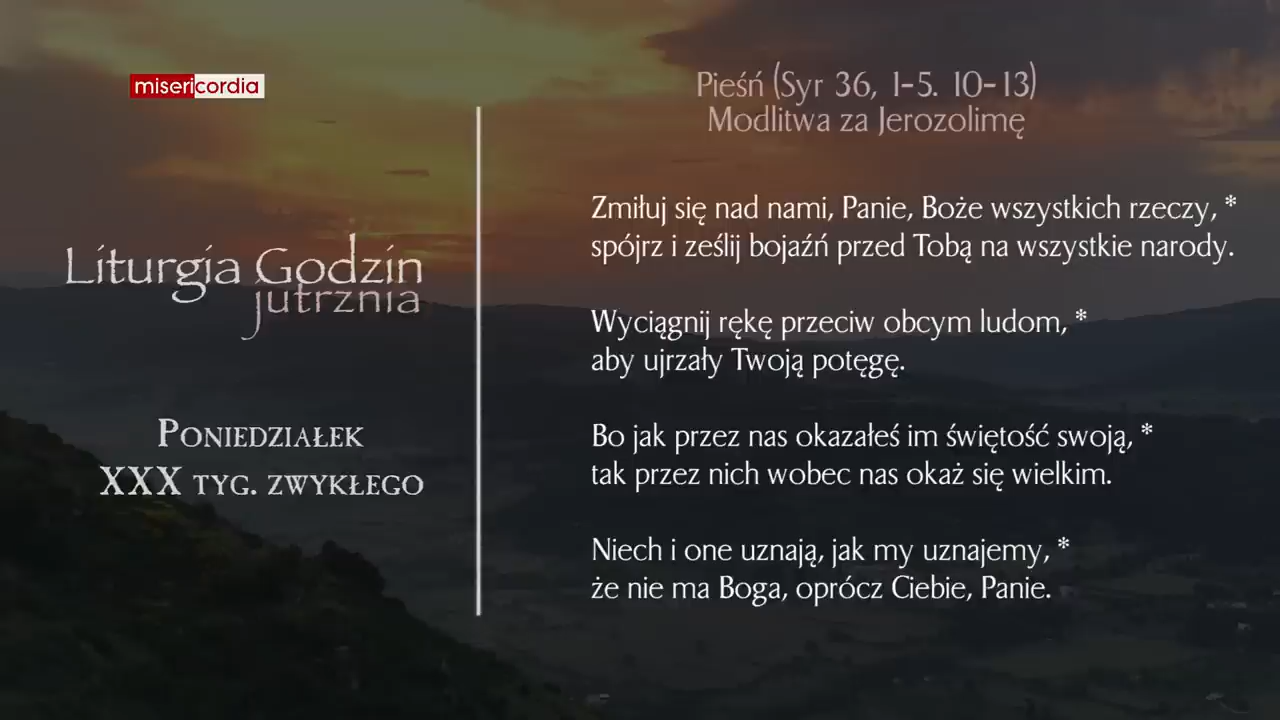 misericordia
Liturgia Godzin
jutrznia
Poniedziałek
XXX tyg. zwykłego
Pieśń (Syr 36, 1-5. 10-13)
Modlitwa za Jerozolimę
Zmiłuj się nad nami, Panie, Boże wszystkich rzeczy, *
spójrz i ześlij bojaźń przed Tobą na wszystkie narody.
Wyciągnij rękę przeciw obcym ludom, *
aby ujrzały Twoją potęgę.
Bo jak przez nas okazałeś im świętość swoją, *
tak przez nich wobec nas okaż się wielkim.
Niech i one uznają, jak my uznajemy, *
że nie ma Boga, oprócz Ciebie, Panie.